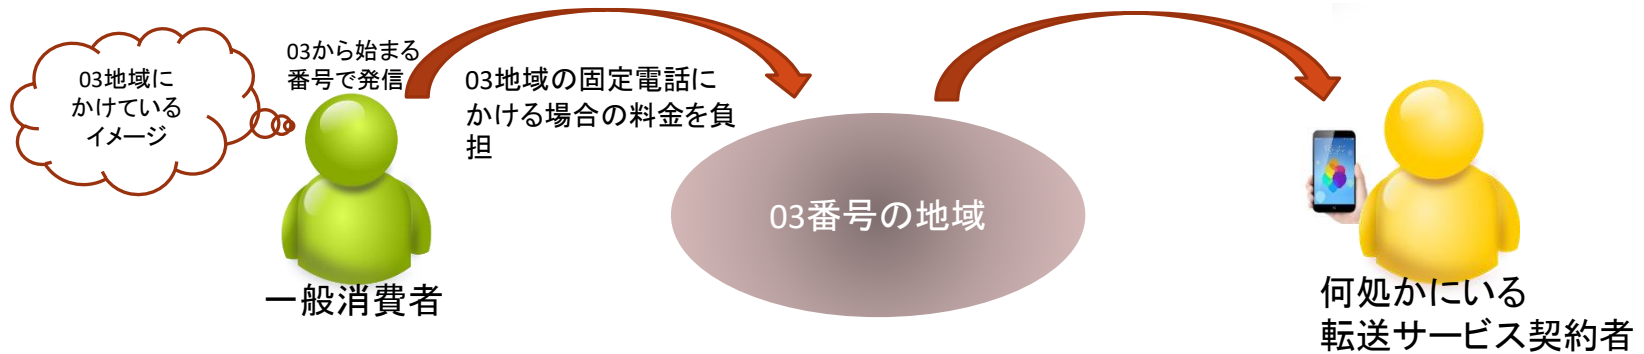 03地域に
かけている
イメージ
03から始まる
番号で発信
03地域の固定電話に
かける場合の料金を負
担
03番号の地域
一般消費者
何処かにいる
転送サービス契約者